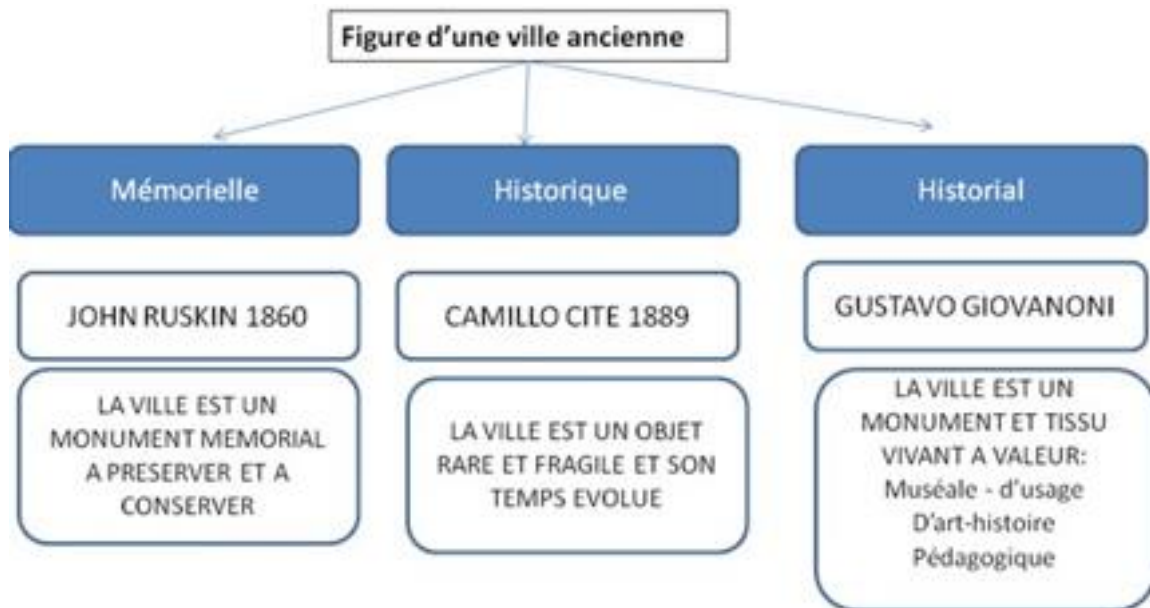 Figure d'une ville ancienne
Mémorielle
Historique
Historial
JOHN RUSKIN 1860
CAMILLO CITE 1889
GUSTAVO GIOVANONI
LA VILLE EST UN
MONUMENT MEMORIAL
A PRESERVER ET A
CONSERVER
LA VILLE EST UN OBJET
RARE ET FRAGILE ET SON
TEMPS EVOLUE
LA VILLE EST UN
MONUMENT ET TISSU
VIVANT A VALEUR:
Muséale - d'usage
D'art-histoire
Pédagogique